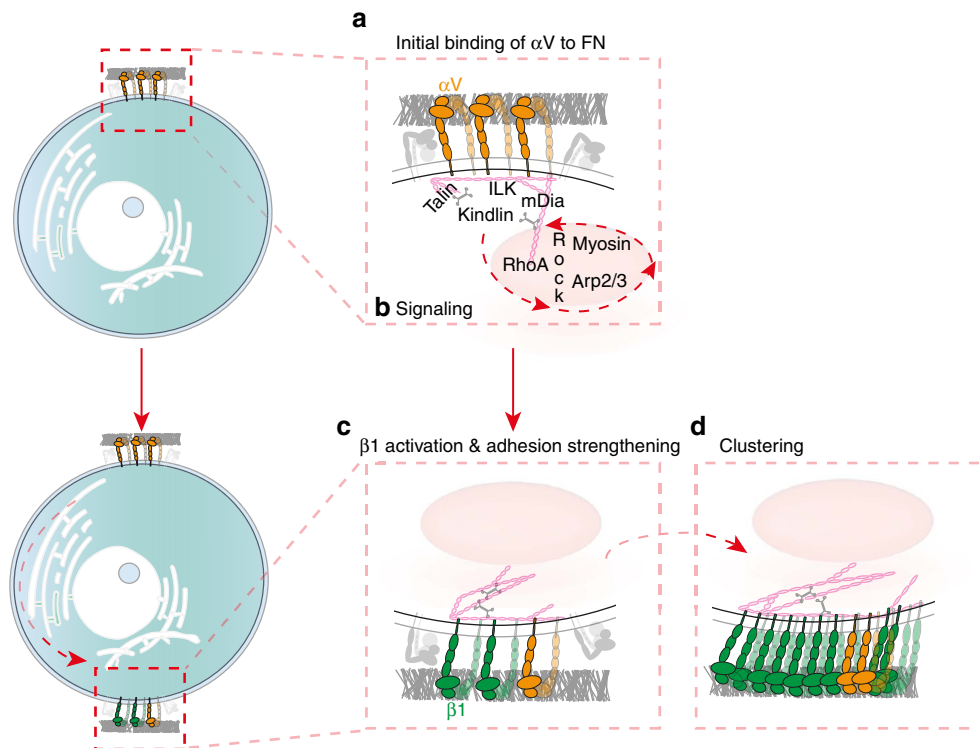 a
Initial binding of αV to FN
αV
Talin
ILK
Kindlin
mDia
RhoA
Rock
Myosin
Arp2/3
b Signaling
c
β1 activation & adhesion strengthening
β1
d
Clustering